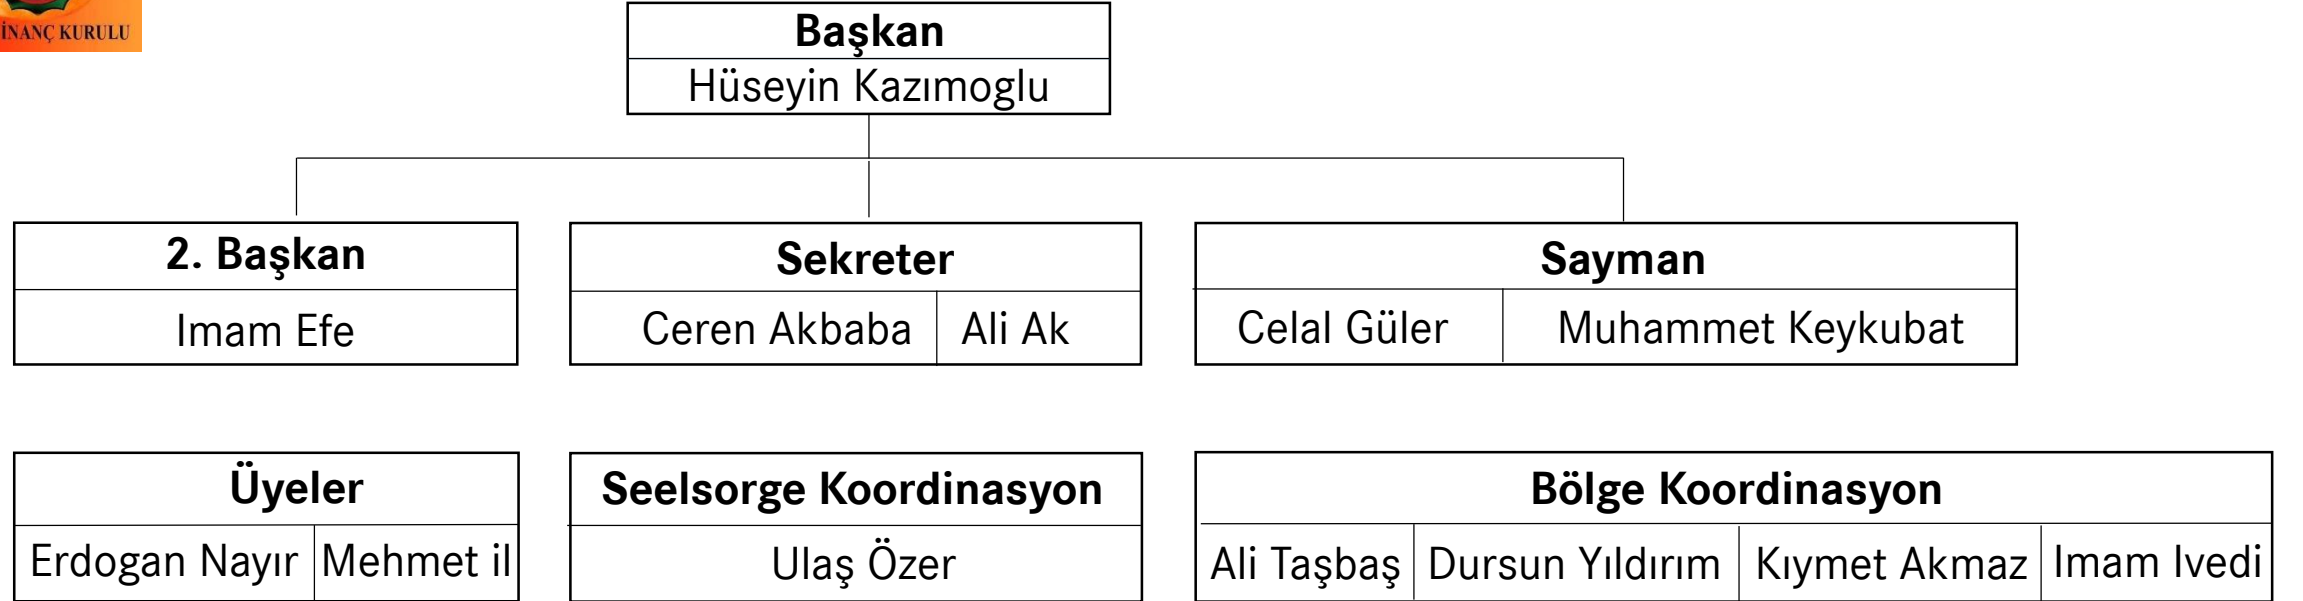 İNANÇ KURULU
Başkan
Hüseyin Kazımoglu
2. Başkan
Imam Efe
Sekreter
Ceren Akbaba Ali Ak
Sayman
Celal Güler Muhammet Keykubat
Üyeler
Erdogan Nayır Mehmet il
Seelsorge Koordinasyon
Ulaş Özer
Bölge Koordinasyon
Ali Taşbaş Dursun Yıldırım Kıymet Akmaz Imam Ivedi